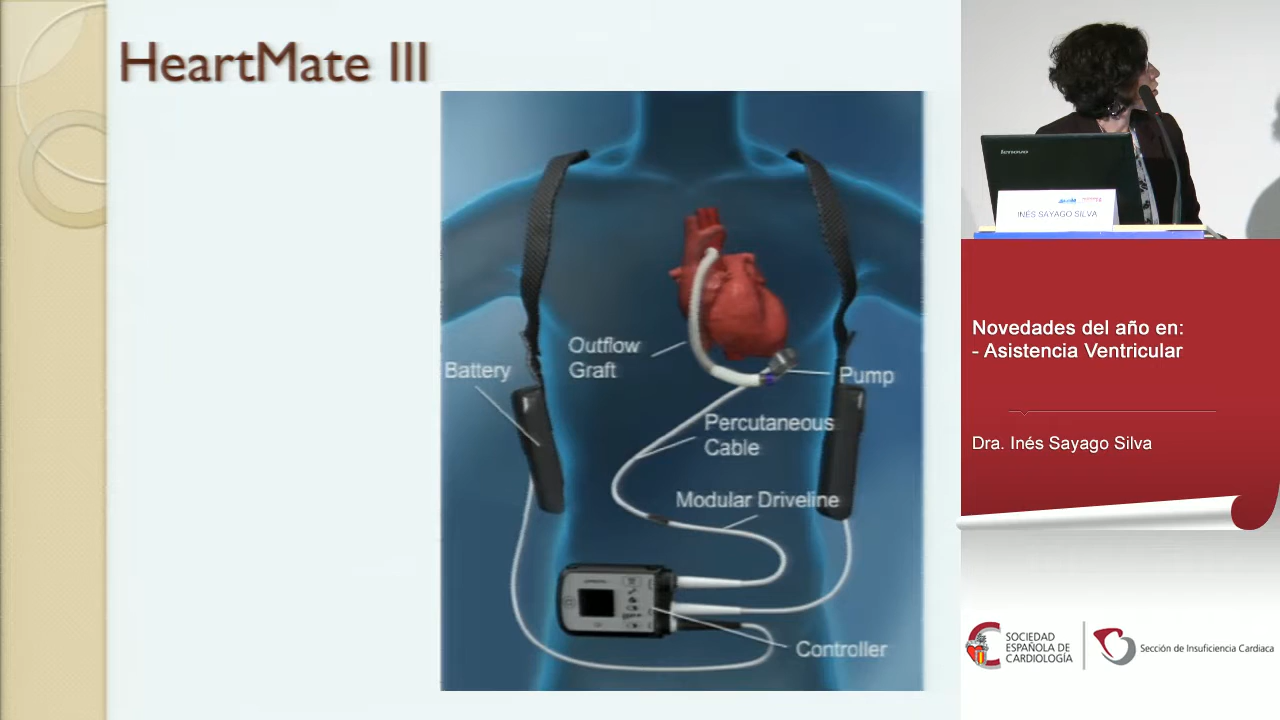 HeartMate III
Outflow
Graft
Battery
Pump
Percutaneous
Cable
Modular Driveline
Controller
lenovo
INÉS SAYAGO SILVA
Novedades del año en:
- Asistencia Ventricular
Dra. Inés Sayago Silva
SOCIEDAD
ESPAÑOLA DE
CARDIOLOGÍA
Sección de Insuficiencia Cardiaca